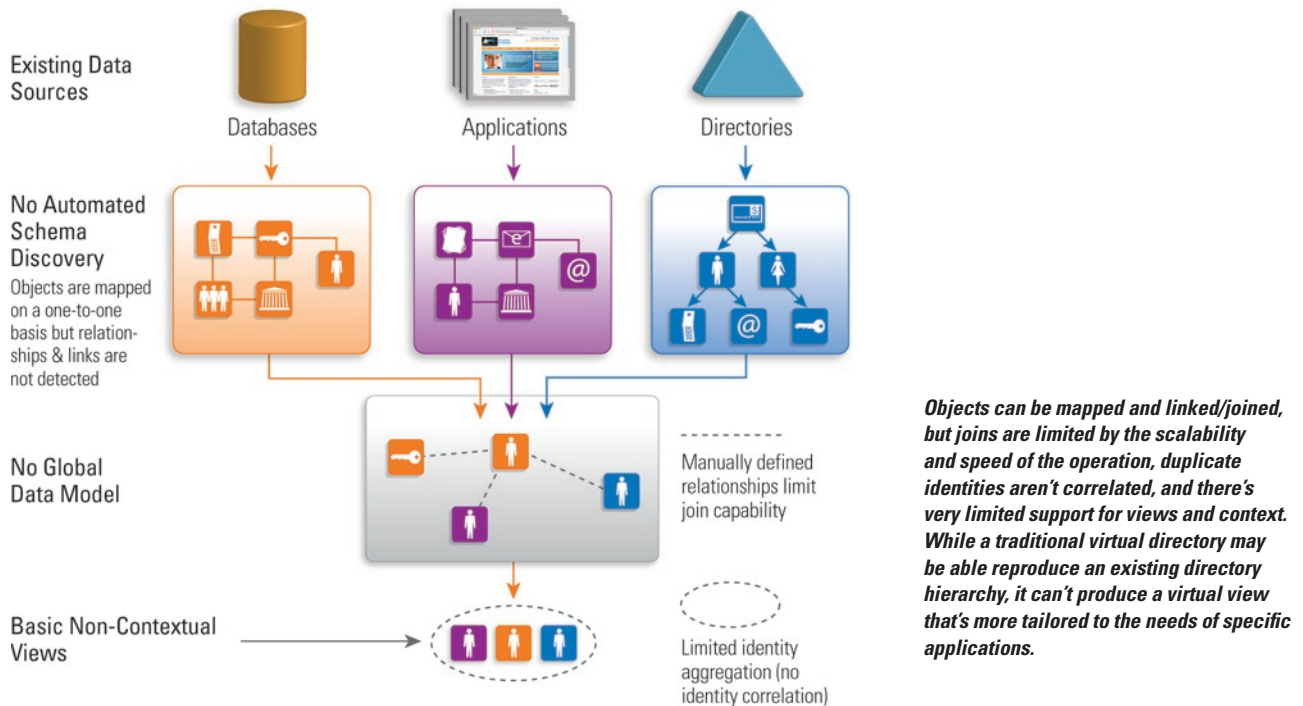 Existing Data
Sources
Databases
Applications
Directories
No Automated
Schema
Discovery
Objects are mapped
on a one-to-one
basis but relation-
ships & links are
not detected
e
@
@
No Global
Data Model
Manually defined
relationships limit
join capability
Basic Non-Contextual
Views
Limited identity
aggregation (no
identity correlation)
Objects can be mapped and linked/joined,
but joins are limited by the scalability
and speed of the operation, duplicate
identities aren't correlated, and there's
very limited support for views and context.
While a traditional virtual directory may
be able reproduce an existing directory
hierarchy, it can't produce a virtual view
that's more tailored to the needs of specific
applications.